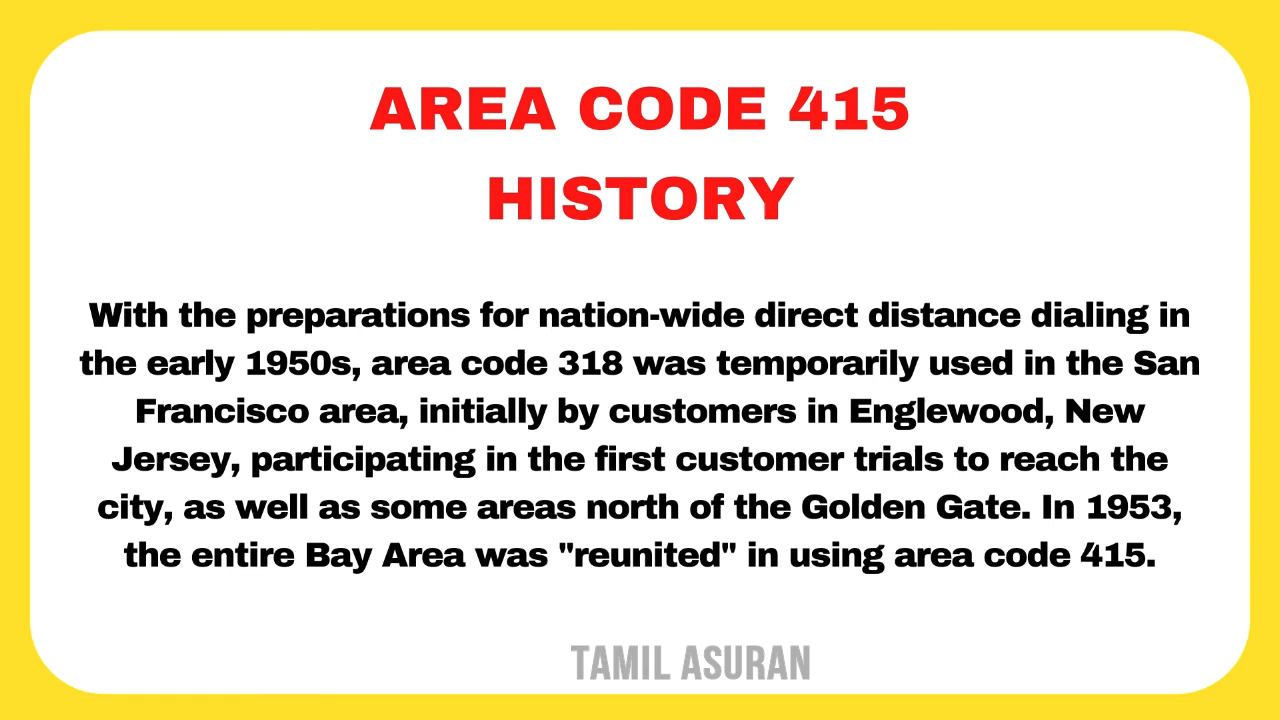 AREA CODE 415
HISTORY
With the preparations for nation-wide direct distance dialing in
the early 1950s, area code 318 was temporarily used in the San
Francisco area, initially by customers in Englewood, New
Jersey, participating in the first customer trials to reach the
city, as well as some areas north of the Golden Gate. In 1953,
the entire Bay Area was "reunited" in using area code 415.
TAMIL ASURAN